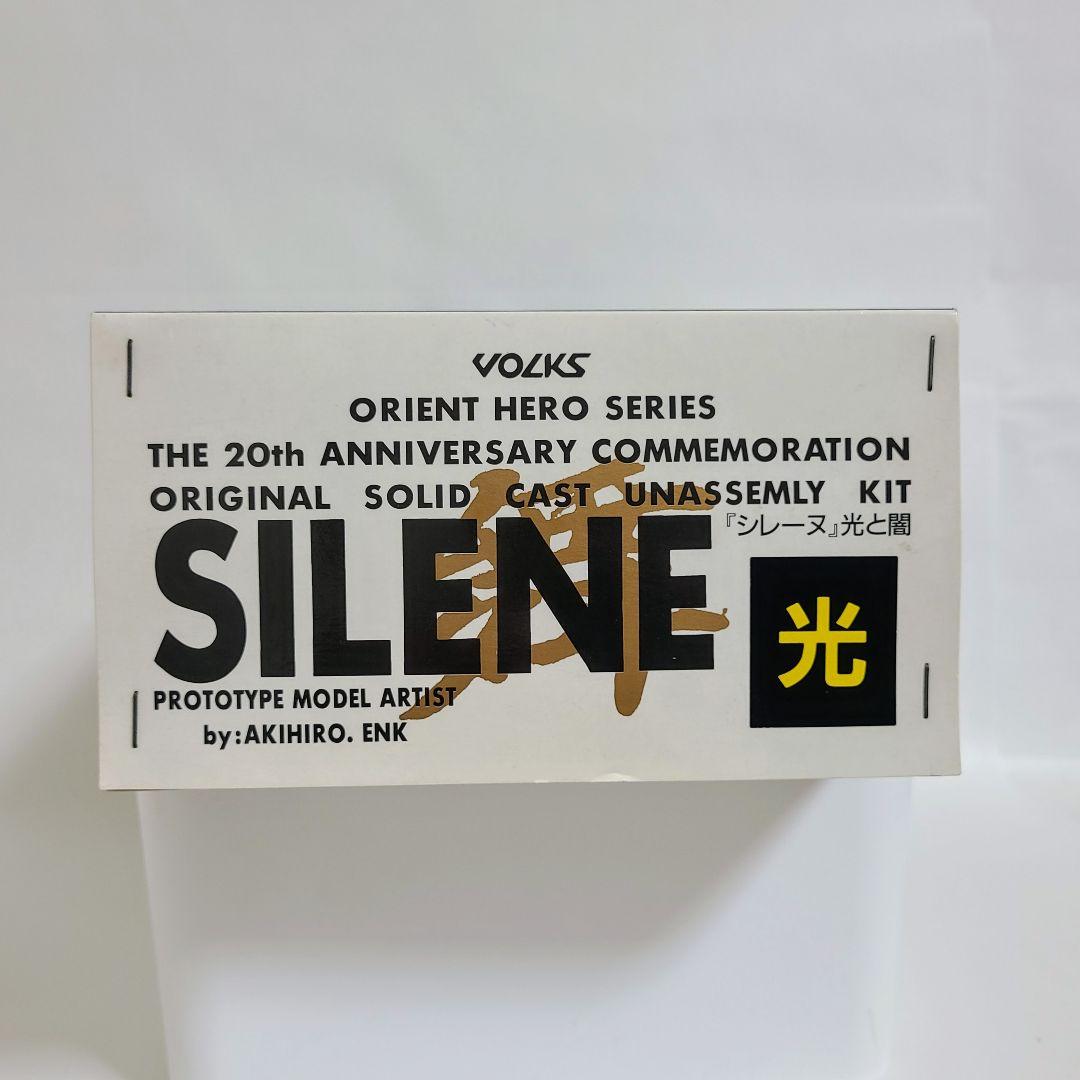 VOLKS
ORIENT HERO SERIES
THE 20th ANNIVERSARY COMMEMORATION
ORIGINAL SOLID CAST UNASSEMLY KIT
SILENE
『シレーヌ』光と闇
光
PROTOTYPE MODEL ARTIST
by:AKIHIRO. ENK